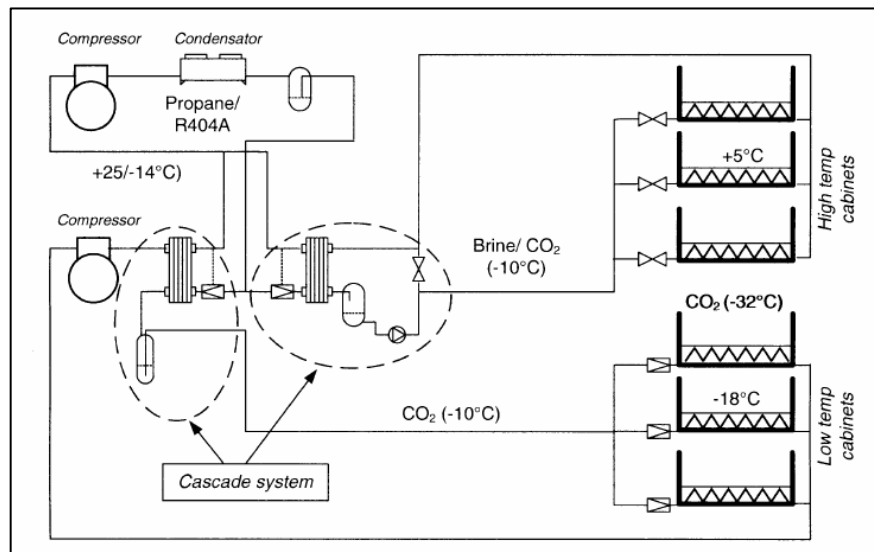 Compressor
Condensator
Propane/
R404A
+25/-14°C)
Compressor
+5°C
High temp
cabinets
Brine/ CO₂
(-10°C)
CO₂ (-32°C)
-18°C
Low temp
cabinets
CO₂ (-10°C)
Cascade system